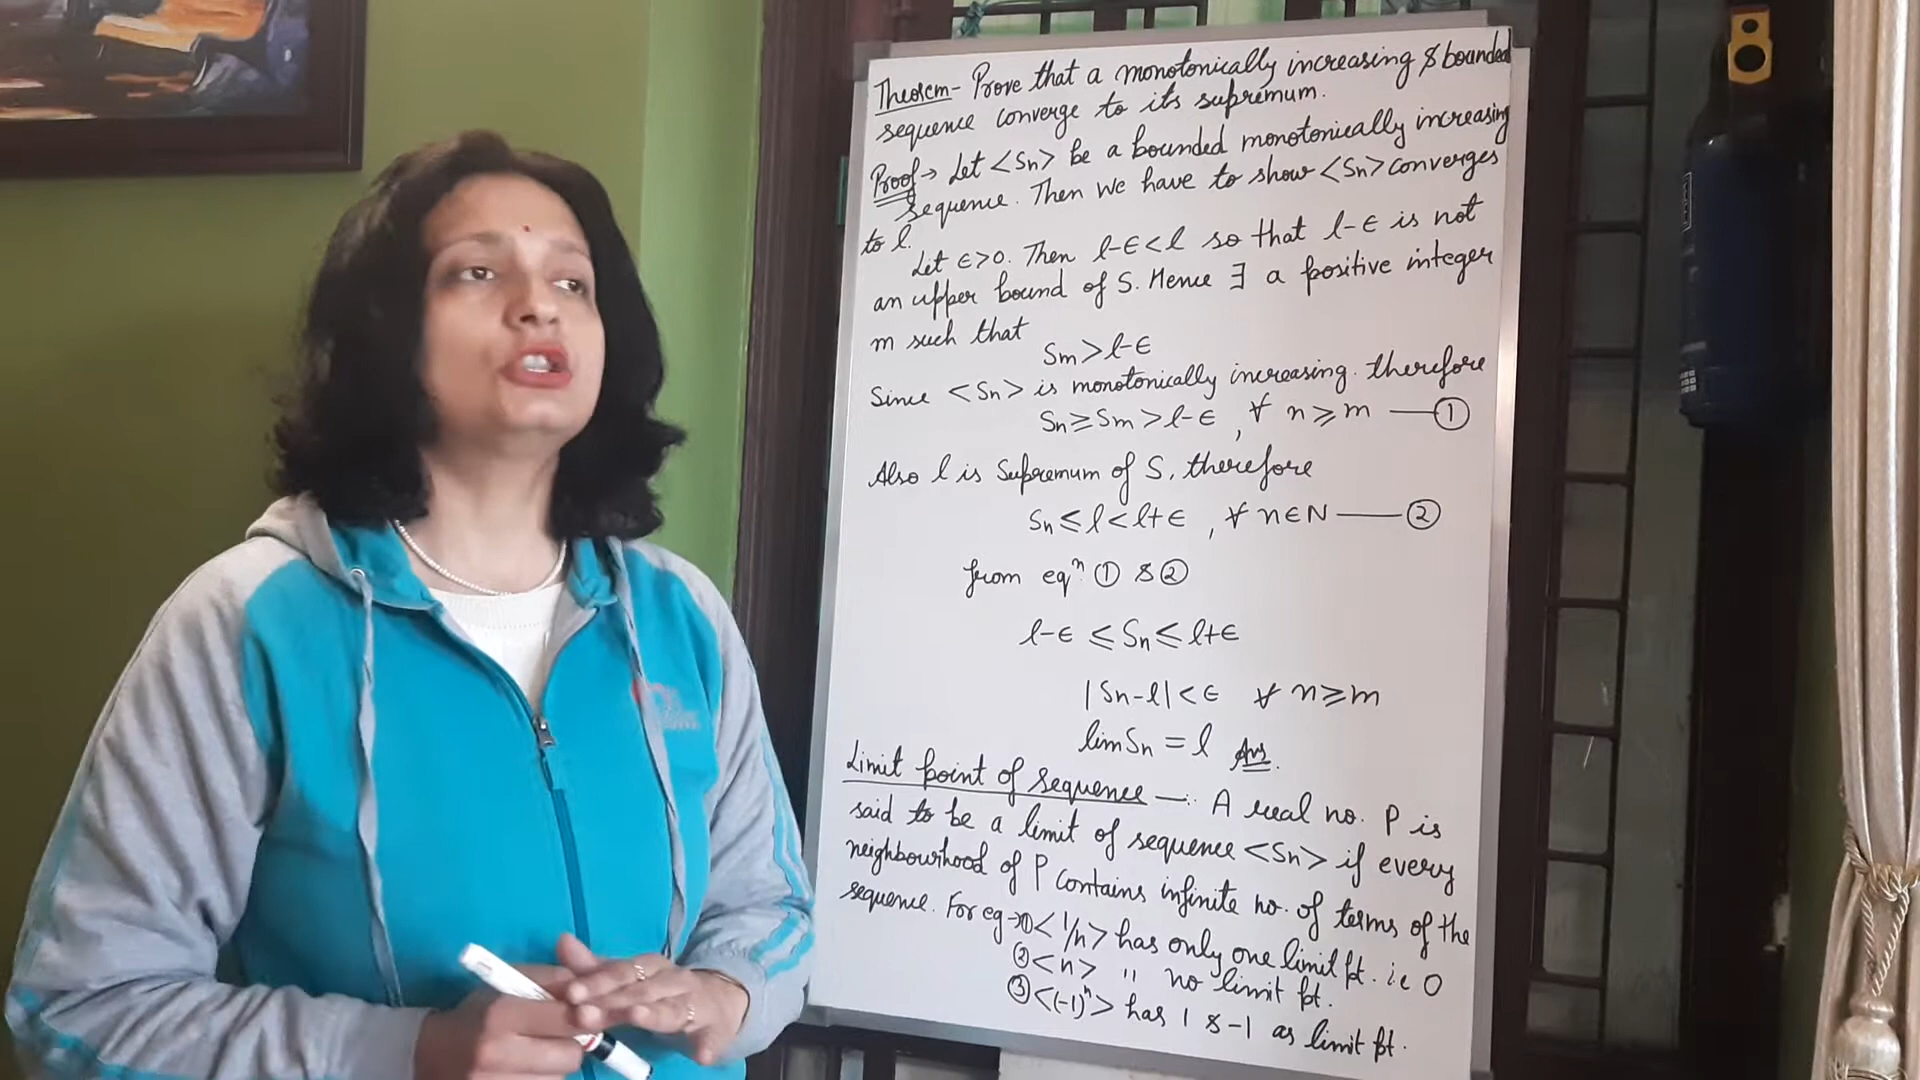 Theorem - Prove that a monotonically increasing & bounded
sequence converge to its supremum.
Proof → Let <Sn> be a bounded monotonically increasing
sequence. Then we have to show <Sn> converges
to l.
Let ϵ>0. Then l-ϵ<l so that l-ϵ is not
an upper bound of S. Hence ∃ a positive integer
m such that
Sm>l-ϵ
Since <Sn> is monotonically increasing. therefore
Sn≥Sm>l-ϵ, ∀ n≥m —— ①
Also l is Supremum of S, therefore
Sn≤l<l+ϵ, ∀ n∈N —— ②
from eqⁿ ① & ②
l-ϵ ≤ Sn ≤ l+ϵ
|Sn-l|<ϵ ∀ n≥m
lim Sn = l Ans.
Limit point of sequence —: A real no. P is
said to be a limit of sequence <Sn> if every
neighbourhood of P contains infinite no. of terms of the
sequence. For eg → ① <1/n> has only one limit pt. i.e 0
② <n> " no limit pt.
③ <(-1)ⁿ> has 1 & -1 as limit pt.